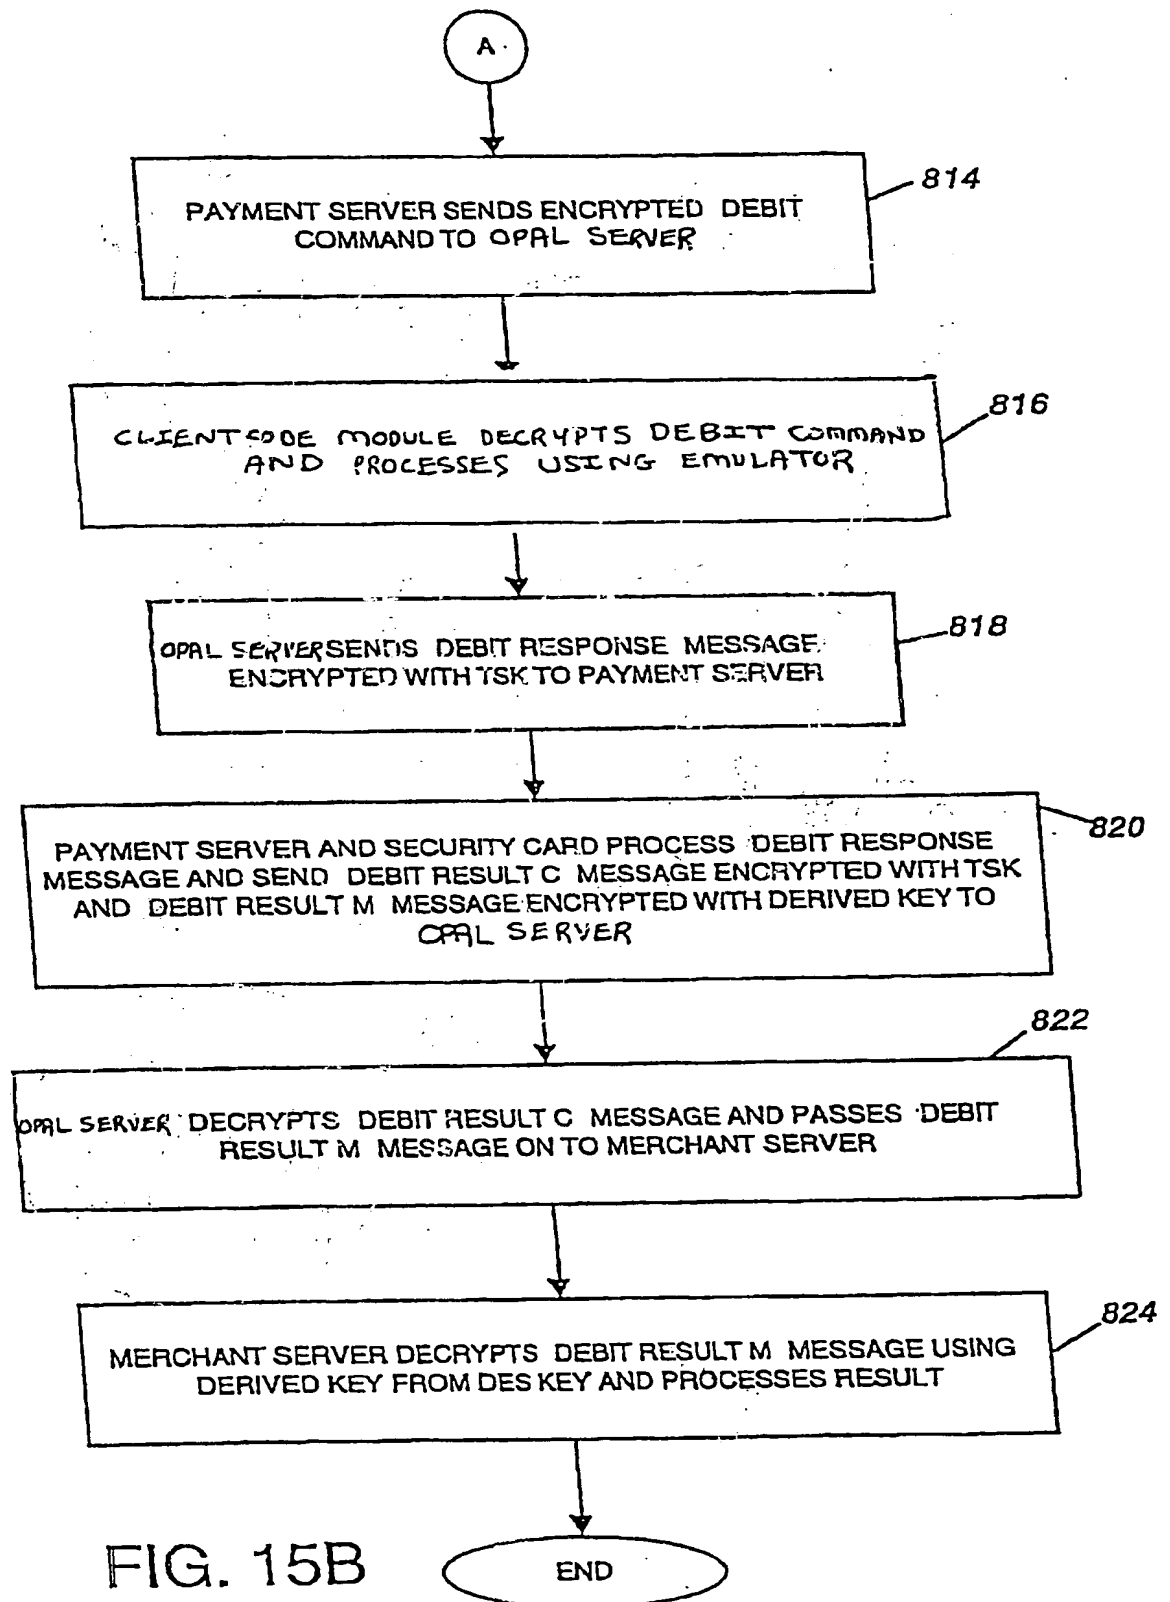 A
814
PAYMENT SERVER SENDS ENCRYPTED DEBIT
COMMAND TO OPAL SERVER
816
CLIENT CODE MODULE DECRYPTS DEBIT COMMAND
AND PROCESSES USING EMULATOR
818
OPAL SERVER SENDS DEBIT RESPONSE MESSAGE
ENCRYPTED WITH TSK TO PAYMENT SERVER
820
PAYMENT SERVER AND SECURITY CARD PROCESS DEBIT RESPONSE
MESSAGE AND SEND DEBIT RESULT C MESSAGE ENCRYPTED WITH TSK
AND DEBIT RESULT M MESSAGE ENCRYPTED WITH DERIVED KEY TO
OPAL SERVER
822
OPAL SERVER DECRYPTS DEBIT RESULT C MESSAGE AND PASSES DEBIT
RESULT M MESSAGE ON TO MERCHANT SERVER
824
MERCHANT SERVER DECRYPTS DEBIT RESULT M MESSAGE USING
DERIVED KEY FROM DES KEY AND PROCESSES RESULT
FIG. 15B
END